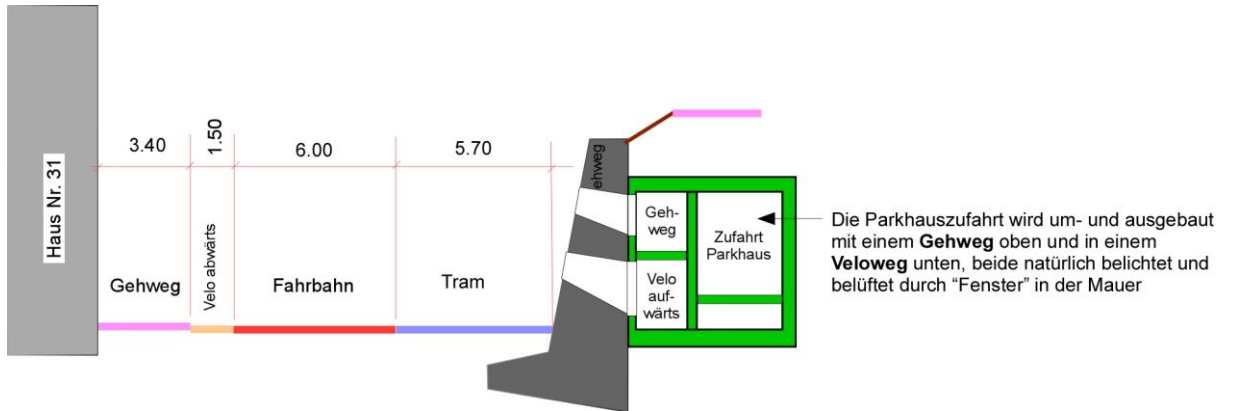 3.40
1.50
6.00
5.70
Haus Nr. 31
Gehweg
Velo abwärts
Fahrbahn
Tram
ehweg
Geh-
weg
Velo
auf-
wärts
Zufahrt
Parkhaus
Die Parkhauszufahrt wird um- und ausgebaut
mit einem Gehweg oben und in einem
Veloweg unten, beide natürlich belichtet und
belüftet durch “Fenster” in der Mauer